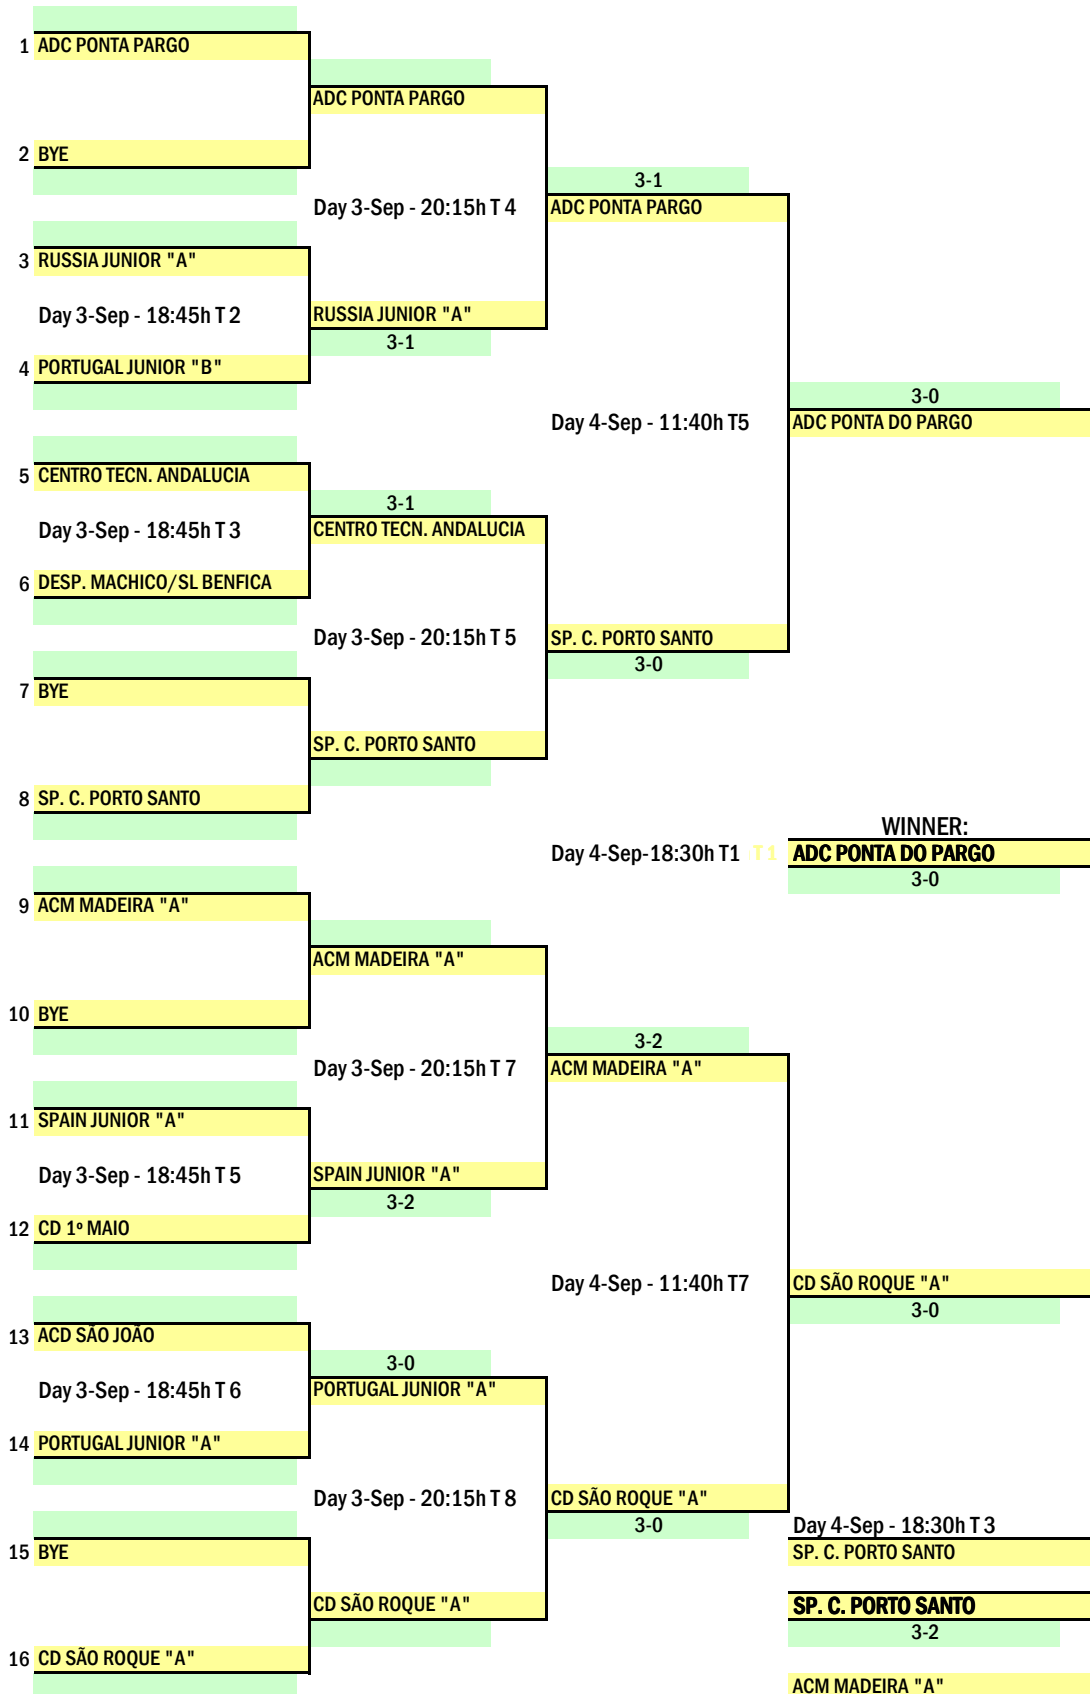 1 ADC PONTA PARGO
ADC PONTA PARGO
2 BYE
3-1
Day 3-Sep - 20:15h T 4
ADC PONTA PARGO
3 RUSSIA JUNIOR "A"
Day 3-Sep - 18:45h T 2
RUSSIA JUNIOR "A"
3-1
4 PORTUGAL JUNIOR "B"
3-0
Day 4-Sep - 11:40h T5
ADC PONTA DO PARGO
5 CENTRO TECN. ANDALUCIA
3-1
Day 3-Sep - 18:45h T 3
CENTRO TECN. ANDALUCIA
6 DESP. MACHICO/SL BENFICA
Day 3-Sep - 20:15h T 5
SP. C. PORTO SANTO
3-0
7 BYE
SP. C. PORTO SANTO
8 SP. C. PORTO SANTO
WINNER:
Day 4-Sep-18:30h T1 T 1
ADC PONTA DO PARGO
3-0
9 ACM MADEIRA "A"
ACM MADEIRA "A"
10 BYE
3-2
Day 3-Sep - 20:15h T 7
ACM MADEIRA "A"
11 SPAIN JUNIOR "A"
Day 3-Sep - 18:45h T 5
SPAIN JUNIOR "A"
3-2
12 CD 1º MAIO
Day 4-Sep - 11:40h T7
CD SÃO ROQUE "A"
3-0
13 ACD SÃO JOÃO
3-0
Day 3-Sep - 18:45h T 6
PORTUGAL JUNIOR "A"
14 PORTUGAL JUNIOR "A"
Day 3-Sep - 20:15h T 8
CD SÃO ROQUE "A"
3-0
Day 4-Sep - 18:30h T 3
15 BYE
SP. C. PORTO SANTO
CD SÃO ROQUE "A"
SP. C. PORTO SANTO
3-2
16 CD SÃO ROQUE "A"
ACM MADEIRA "A"